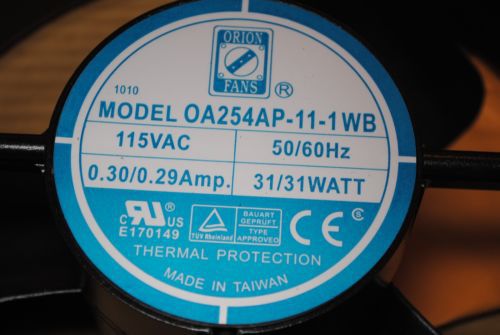 ORION
FANS
®
1010
MODEL OA254AP-11-1WB
115VAC 50/60Hz
0.30/0.29Amp. 31/31WATT
C RU US
E170149
TÜV Rheinland
BAUART
GEPRÜFT
TYPE
APPROVED
CE
THERMAL PROTECTION
MADE IN TAIWAN